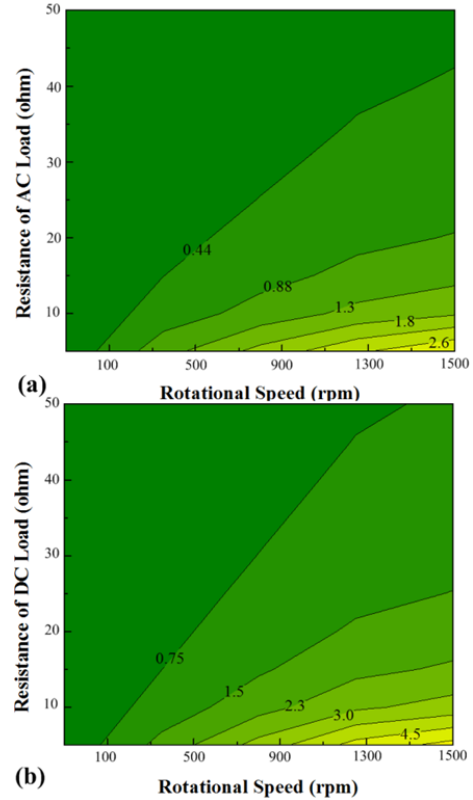 50
40
30
20
10
Resistance of AC Load (ohm)
0.44
0.88
1.3
1.8
2.6
100 500 900 1300 1500
(a)
Rotational Speed (rpm)
50
40
30
20
10
Resistance of DC Load (ohm)
0.75
1.5
2.3
3.0
4.5
100 500 900 1300 1500
(b)
Rotational Speed (rpm)